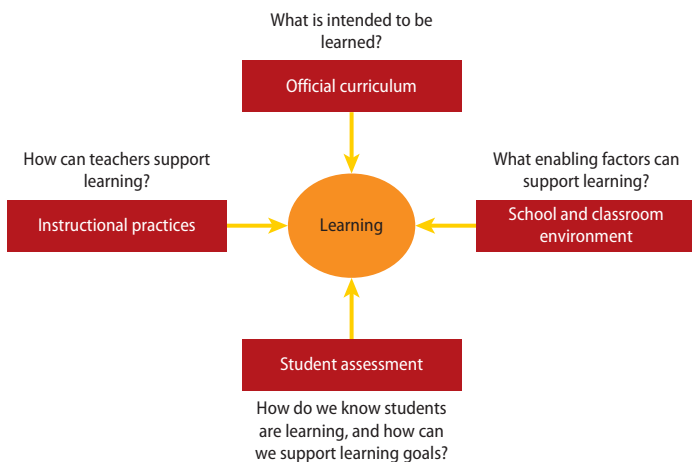 What is intended to be
learned?
Official curriculum
How can teachers support
learning?
Instructional practices
Learning
What enabling factors can
support learning?
School and classroom
environment
Student assessment
How do we know students
are learning, and how can
we support learning goals?